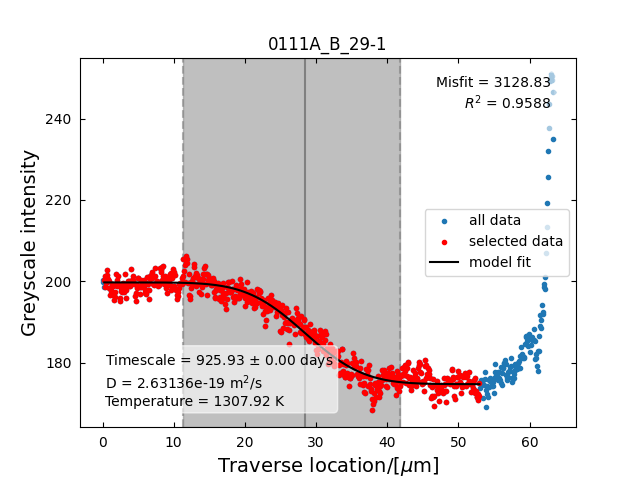 0111A_B_29-1
Misfit = 3128.83
R² = 0.9588
Greyscale intensity
240
220
200
180
all data
selected data
model fit
Timescale = 925.93 ± 0.00 days
D = 2.63136e-19 m²/s
Temperature = 1307.92 K
0 10 20 30 40 50 60
Traverse location/[μm]